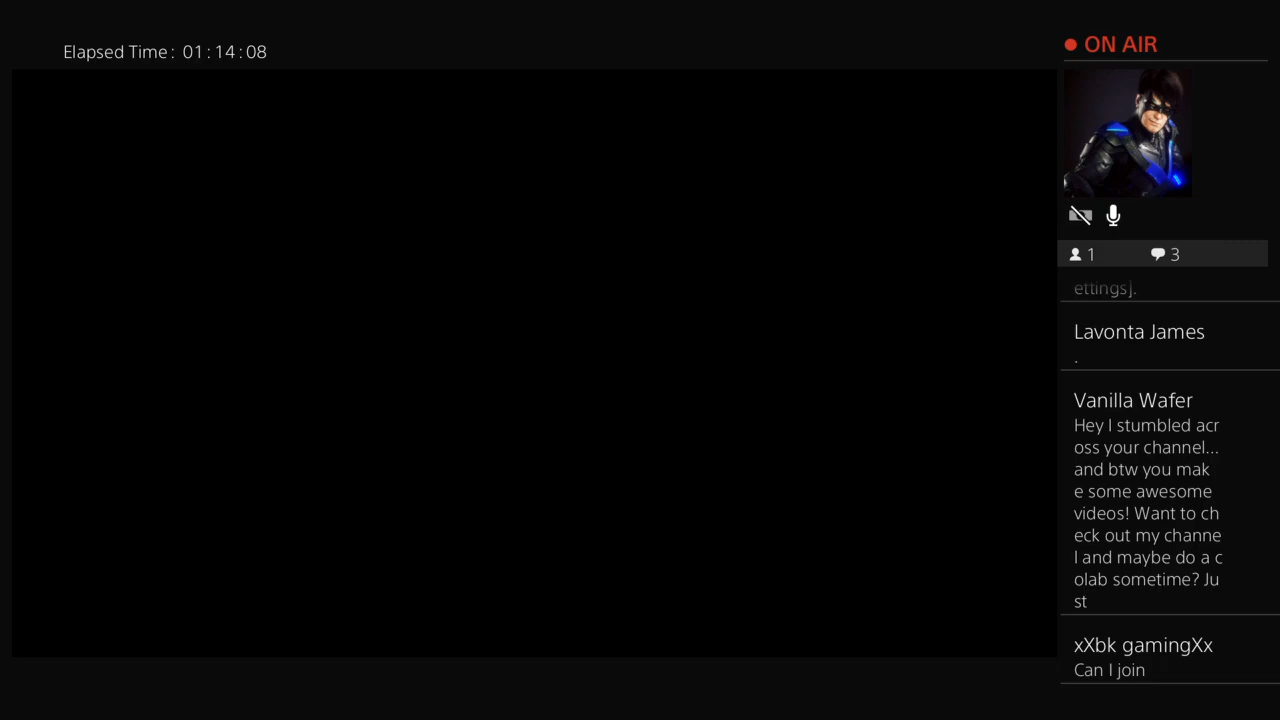 Elapsed Time: 01:14:08
ON AIR
1 3
ettings].
Lavonta James
.
Vanilla Wafer
Hey I stumbled acr
oss your channel...
and btw you mak
e some awesome
videos! Want to ch
eck out my channe
l and maybe do a c
olab sometime? Ju
st
xXbk gamingXx
Can I join